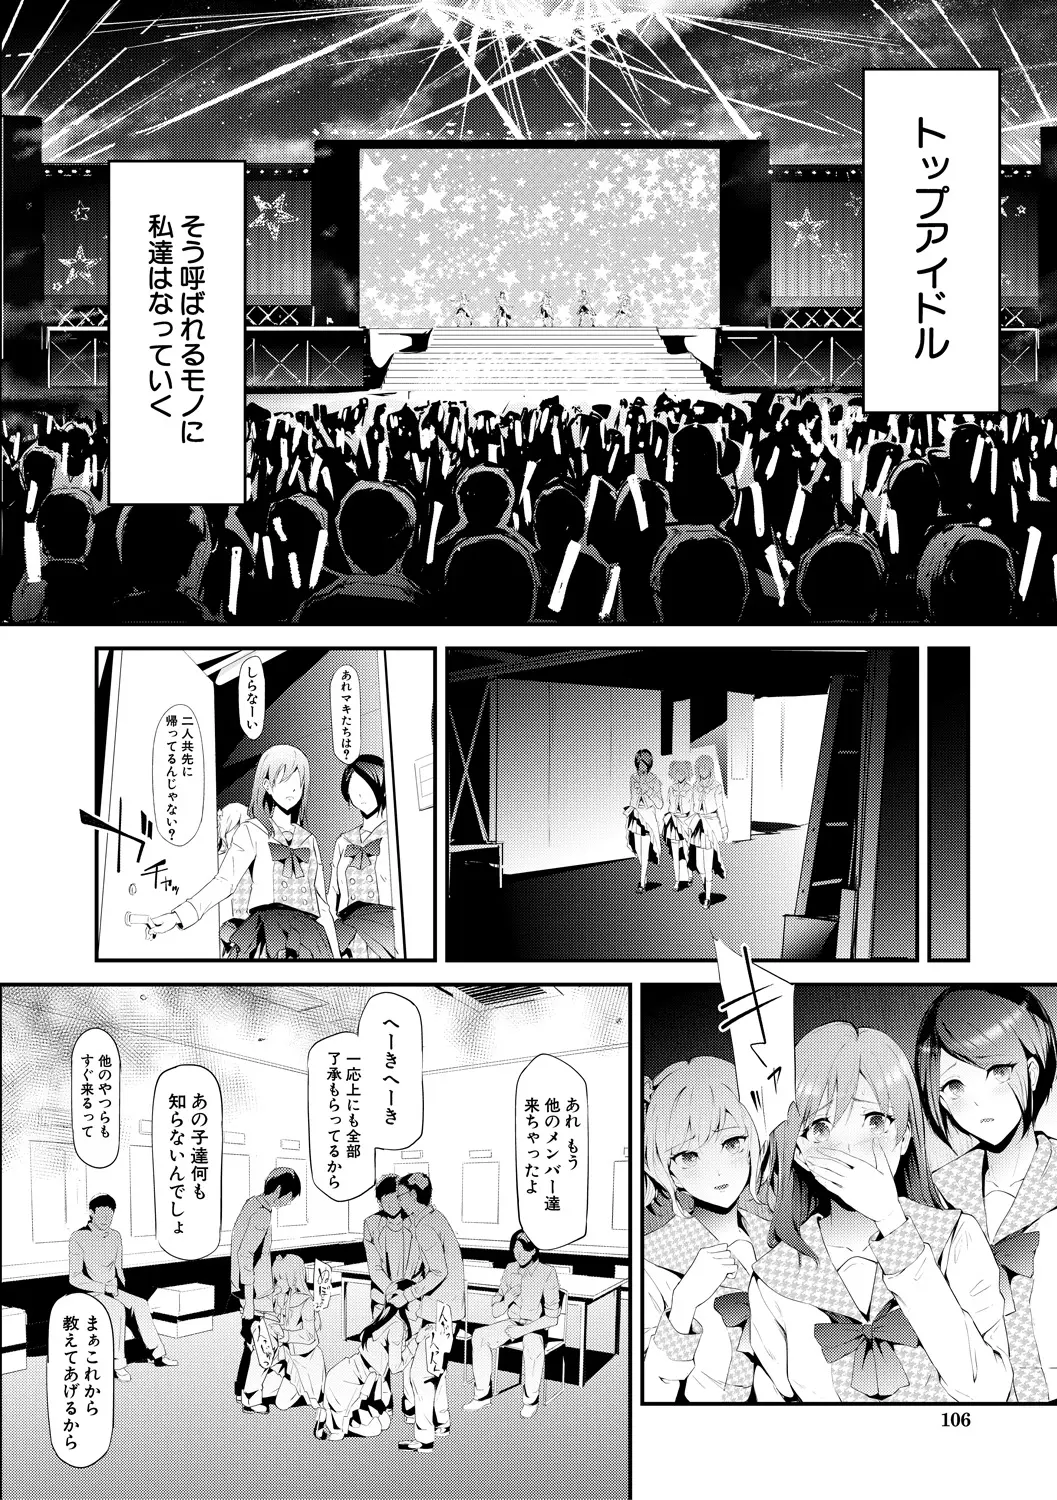 トップアイドル
そう呼ばれるモノに
私達はなっていく
あれマキたちは?
しらなーい
二人共先に
帰ってるんじゃない?
チャッ
あれ もう
他のメンバー達
来ちゃったよ
へーきへーき
一応上にも全部
了承もらってるから
あの子達何も
知らないんでしょ
他のやつらも
すぐ来るって
まぁこれから
教えてあげるから
106